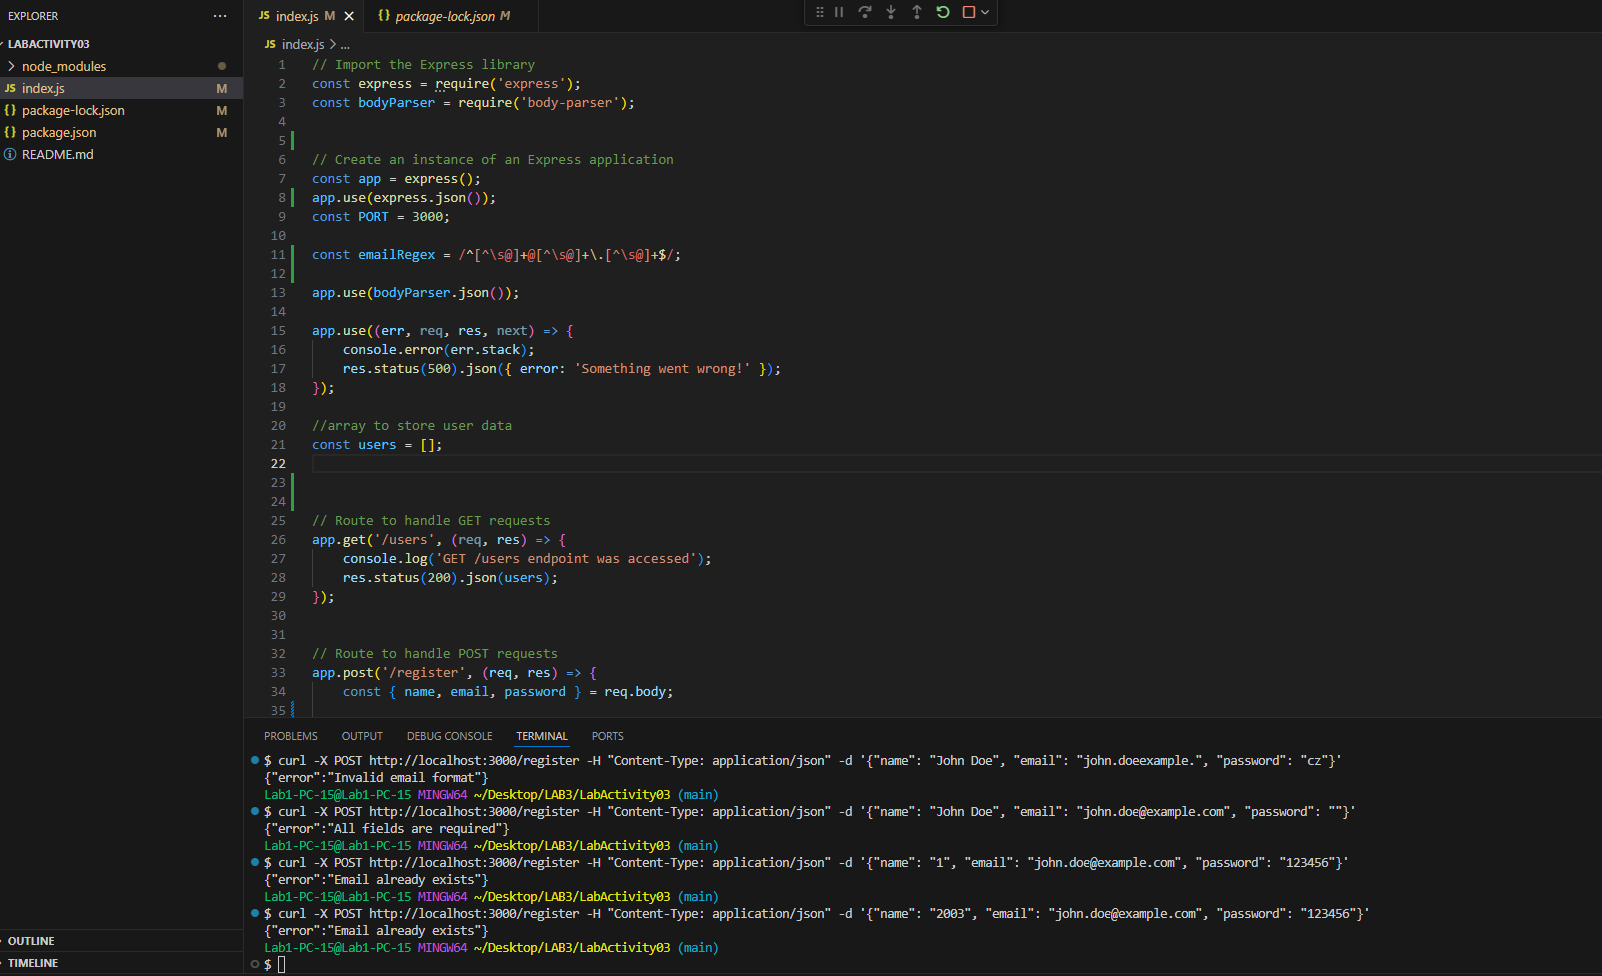 EXPLORER ...
LABACTIVITY03
node_modules
JS index.js M
{} package-lock.json M
{} package.json M
README.md
OUTLINE
TIMELINE
JS index.js M
{} package-lock.json M
JS index.js > ...
1 // Import the Express library
2 const express = require('express');
3 const bodyParser = require('body-parser');
4
5
6 // Create an instance of an Express application
7 const app = express();
8 app.use(express.json());
9 const PORT = 3000;
10
11 const emailRegex = /^[^\s@]+@[^\s@]+\.[^\s@]+$/;
12
13 app.use(bodyParser.json());
14
15 app.use((err, req, res, next) => {
16 console.error(err.stack);
17 res.status(500).json({ error: 'Something went wrong!' });
18 });
19
20 //array to store user data
21 const users = [];
22
23
24
25 // Route to handle GET requests
26 app.get('/users', (req, res) => {
27 console.log('GET /users endpoint was accessed');
28 res.status(200).json(users);
29 });
30
31
32 // Route to handle POST requests
33 app.post('/register', (req, res) => {
34 const { name, email, password } = req.body;
35
PROBLEMS OUTPUT DEBUG CONSOLE TERMINAL PORTS
$ curl -X POST http://localhost:3000/register -H "Content-Type: application/json" -d '{"name": "John Doe", "email": "john.doeexample.", "password": "cz"}'
{"error":"Invalid email format"}
Lab1-PC-15@Lab1-PC-15 MINGW64 ~/Desktop/LAB3/LabActivity03 (main)
$ curl -X POST http://localhost:3000/register -H "Content-Type: application/json" -d '{"name": "John Doe", "email": "john.doe@example.com", "password": ""}'
{"error":"All fields are required"}
Lab1-PC-15@Lab1-PC-15 MINGW64 ~/Desktop/LAB3/LabActivity03 (main)
$ curl -X POST http://localhost:3000/register -H "Content-Type: application/json" -d '{"name": "1", "email": "john.doe@example.com", "password": "123456"}'
{"error":"Email already exists"}
Lab1-PC-15@Lab1-PC-15 MINGW64 ~/Desktop/LAB3/LabActivity03 (main)
$ curl -X POST http://localhost:3000/register -H "Content-Type: application/json" -d '{"name": "2003", "email": "john.doe@example.com", "password": "123456"}'
{"error":"Email already exists"}
Lab1-PC-15@Lab1-PC-15 MINGW64 ~/Desktop/LAB3/LabActivity03 (main)
$